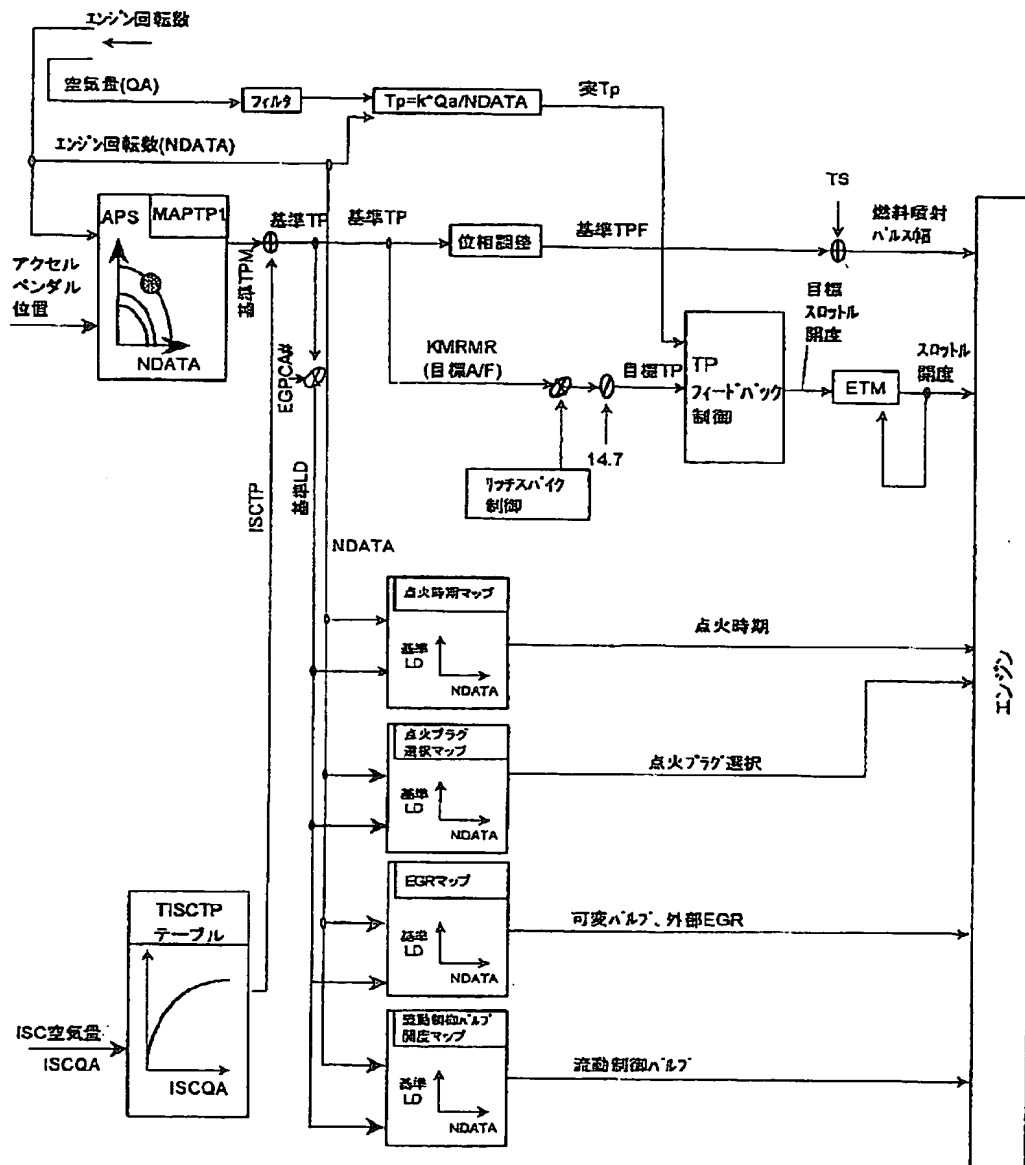 エンジン回転数
空気量(QA)
フィルタ
Tp=k*Qa/NDATA
実Tp
エンジン回転数(NDATA)
APS
MAPTP1
NDATA
アクセル
ペンダル
位置
基準TPM
基準TP
基準TP
位相調整
基準TPF
TS
燃料噴射
パルス幅
EGP,CA#
KMRMR
(目標A/F)
リッチスパイク
制御
14.7
目標TP
TP
フィードバック
制御
目標
スロットル
開度
ETM
スロットル
開度
ISCTP
基準LD
NDATA
点火時期マップ
基準
LD
NDATA
点火時期
点火プラグ
選択マップ
基準
LD
NDATA
点火プラグ選択
EGRマップ
基準
LD
NDATA
可変バルブ、外部EGR
流動制御バルブ
開度マップ
基準
LD
NDATA
流動制御バルブ
TISCTP
テーブル
ISCQA
ISC空気量
ISCQA
エンジン